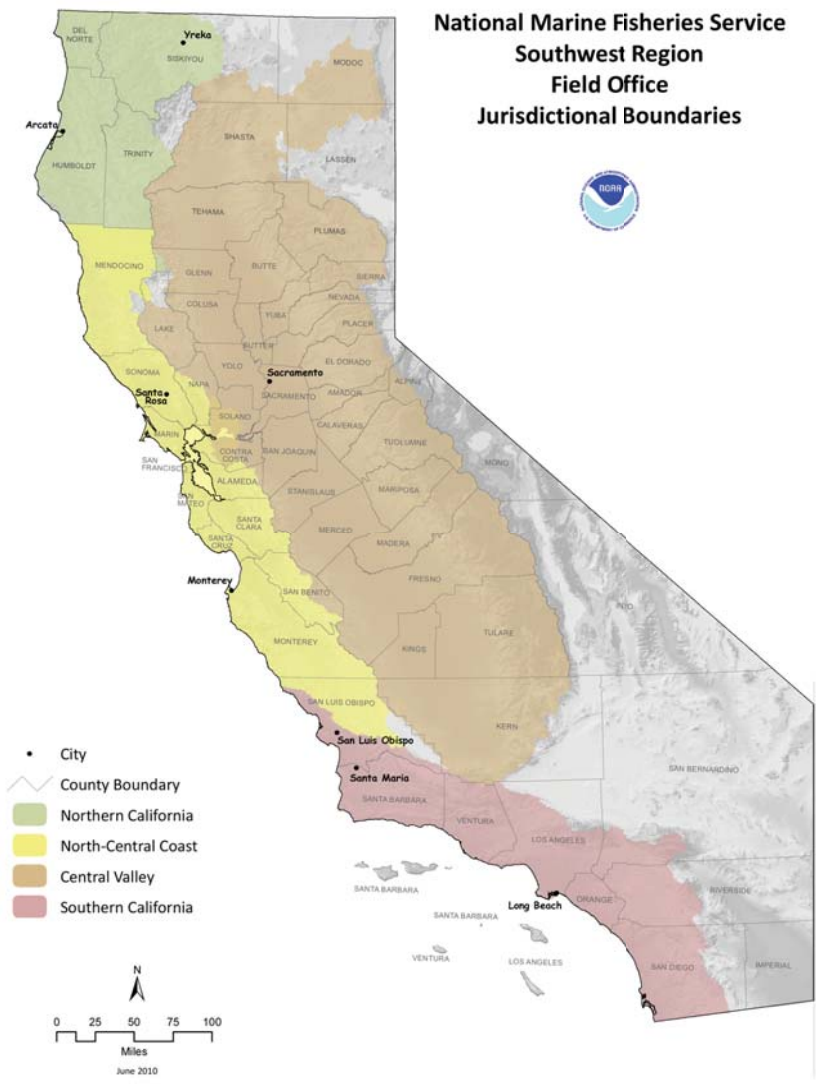 National Marine Fisheries Service
Southwest Region
Field Office
Jurisdictional Boundaries
NOAA
DEL
NORTE
Yreka
SISKIYOU
MODOC
Arcata
SHASTA
HUMBOLDT
TRINITY
LASSEN
TEHAMA
PLUMAS
MENDOCINO
GLENN
BUTTE
SIERRA
COLUSA
NEVADA
YUBA
LAKE
PLACER
SUTTER
SONOMA
YOLO
EL DORADO
Sacramento
NAPA
ALPINE
Santa
Rosa
SACRAMENTO
AMADOR
SOLANO
MARIN
CALAVERAS
TUOLUMNE
CONTRA
COSTA
SAN JOAQUIN
SAN
FRANCISCO
MONO
ALAMEDA
STANISLAUS
MARIPOSA
SAN
MATEO
SANTA
CLARA
MERCED
SANTA
CRUZ
MADERA
Monterey
FRESNO
SAN BENITO
INYO
MONTEREY
TULARE
KINGS
SAN LUIS OBISPO
KERN
San Luis Obispo
SAN BERNARDINO
Santa Maria
SANTA BARBARA
VENTURA
LOS ANGELES
SANTA BARBARA
Long Beach
ORANGE
RIVERSIDE
SANTA BARBARA
VENTURA
LOS ANGELES
SAN DIEGO
IMPERIAL
City
County Boundary
Northern California
North-Central Coast
Central Valley
Southern California
N
0 25 50 75 100
Miles
June 2010